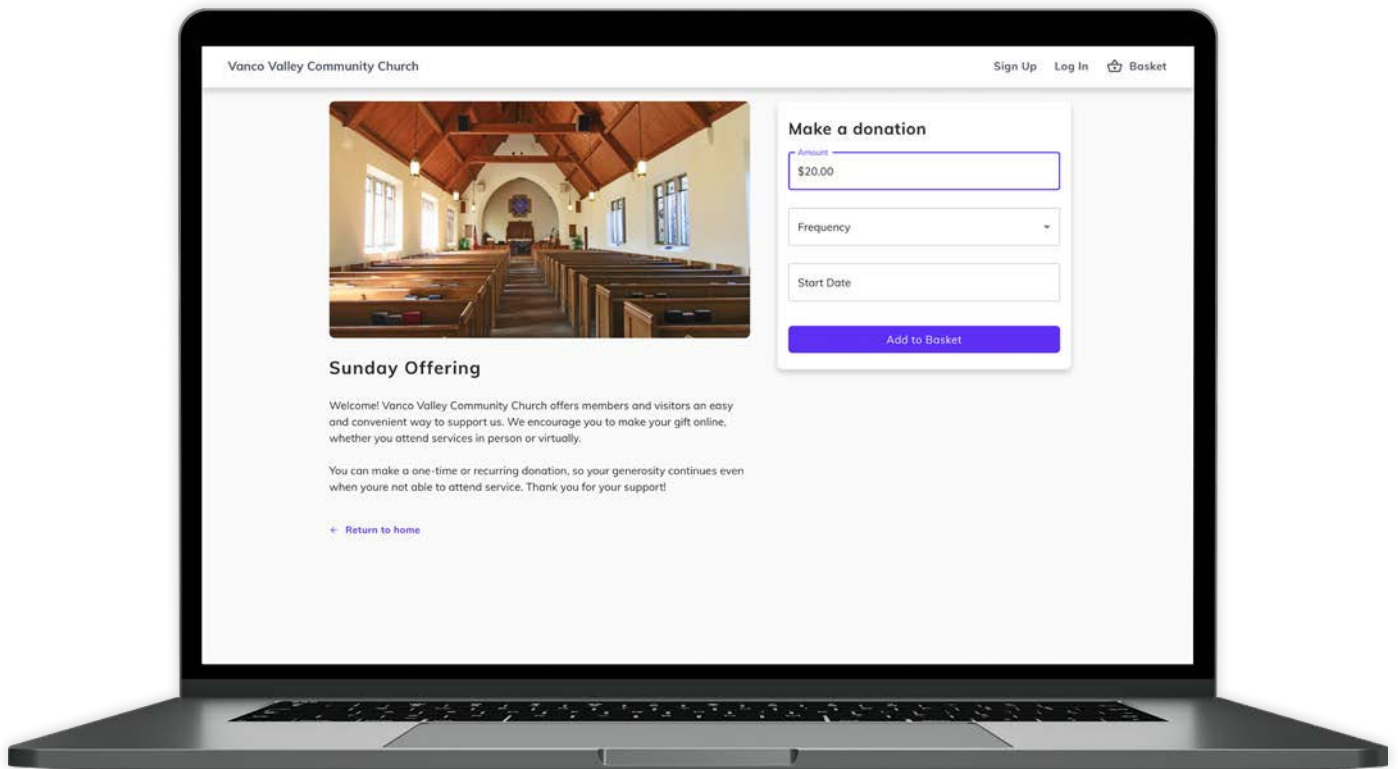 Vanco Valley Community Church
Sign Up Log In Basket
Make a donation
Amount
$20.00
Frequency
Start Date
Add to Basket
Sunday Offering
Welcome! Vanco Valley Community Church offers members and visitors an easy
and convenient way to support us. We encourage you to make your gift online,
whether you attend services in person or virtually.
You can make a one-time or recurring donation, so your generosity continues even
when youre not able to attend service. Thank you for your support!
← Return to home